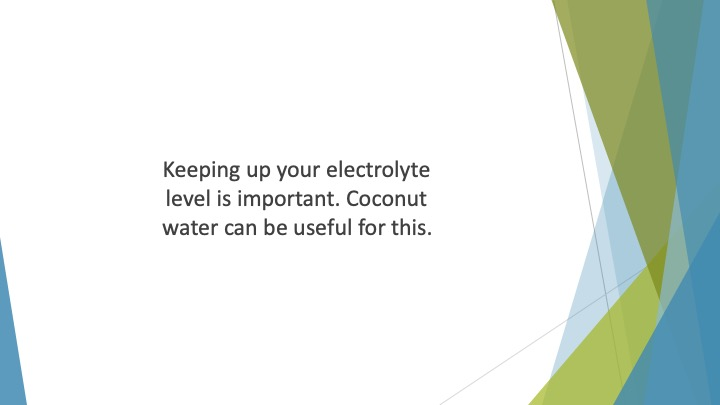 Keeping up your electrolyte
level is important. Coconut
water can be useful for this.